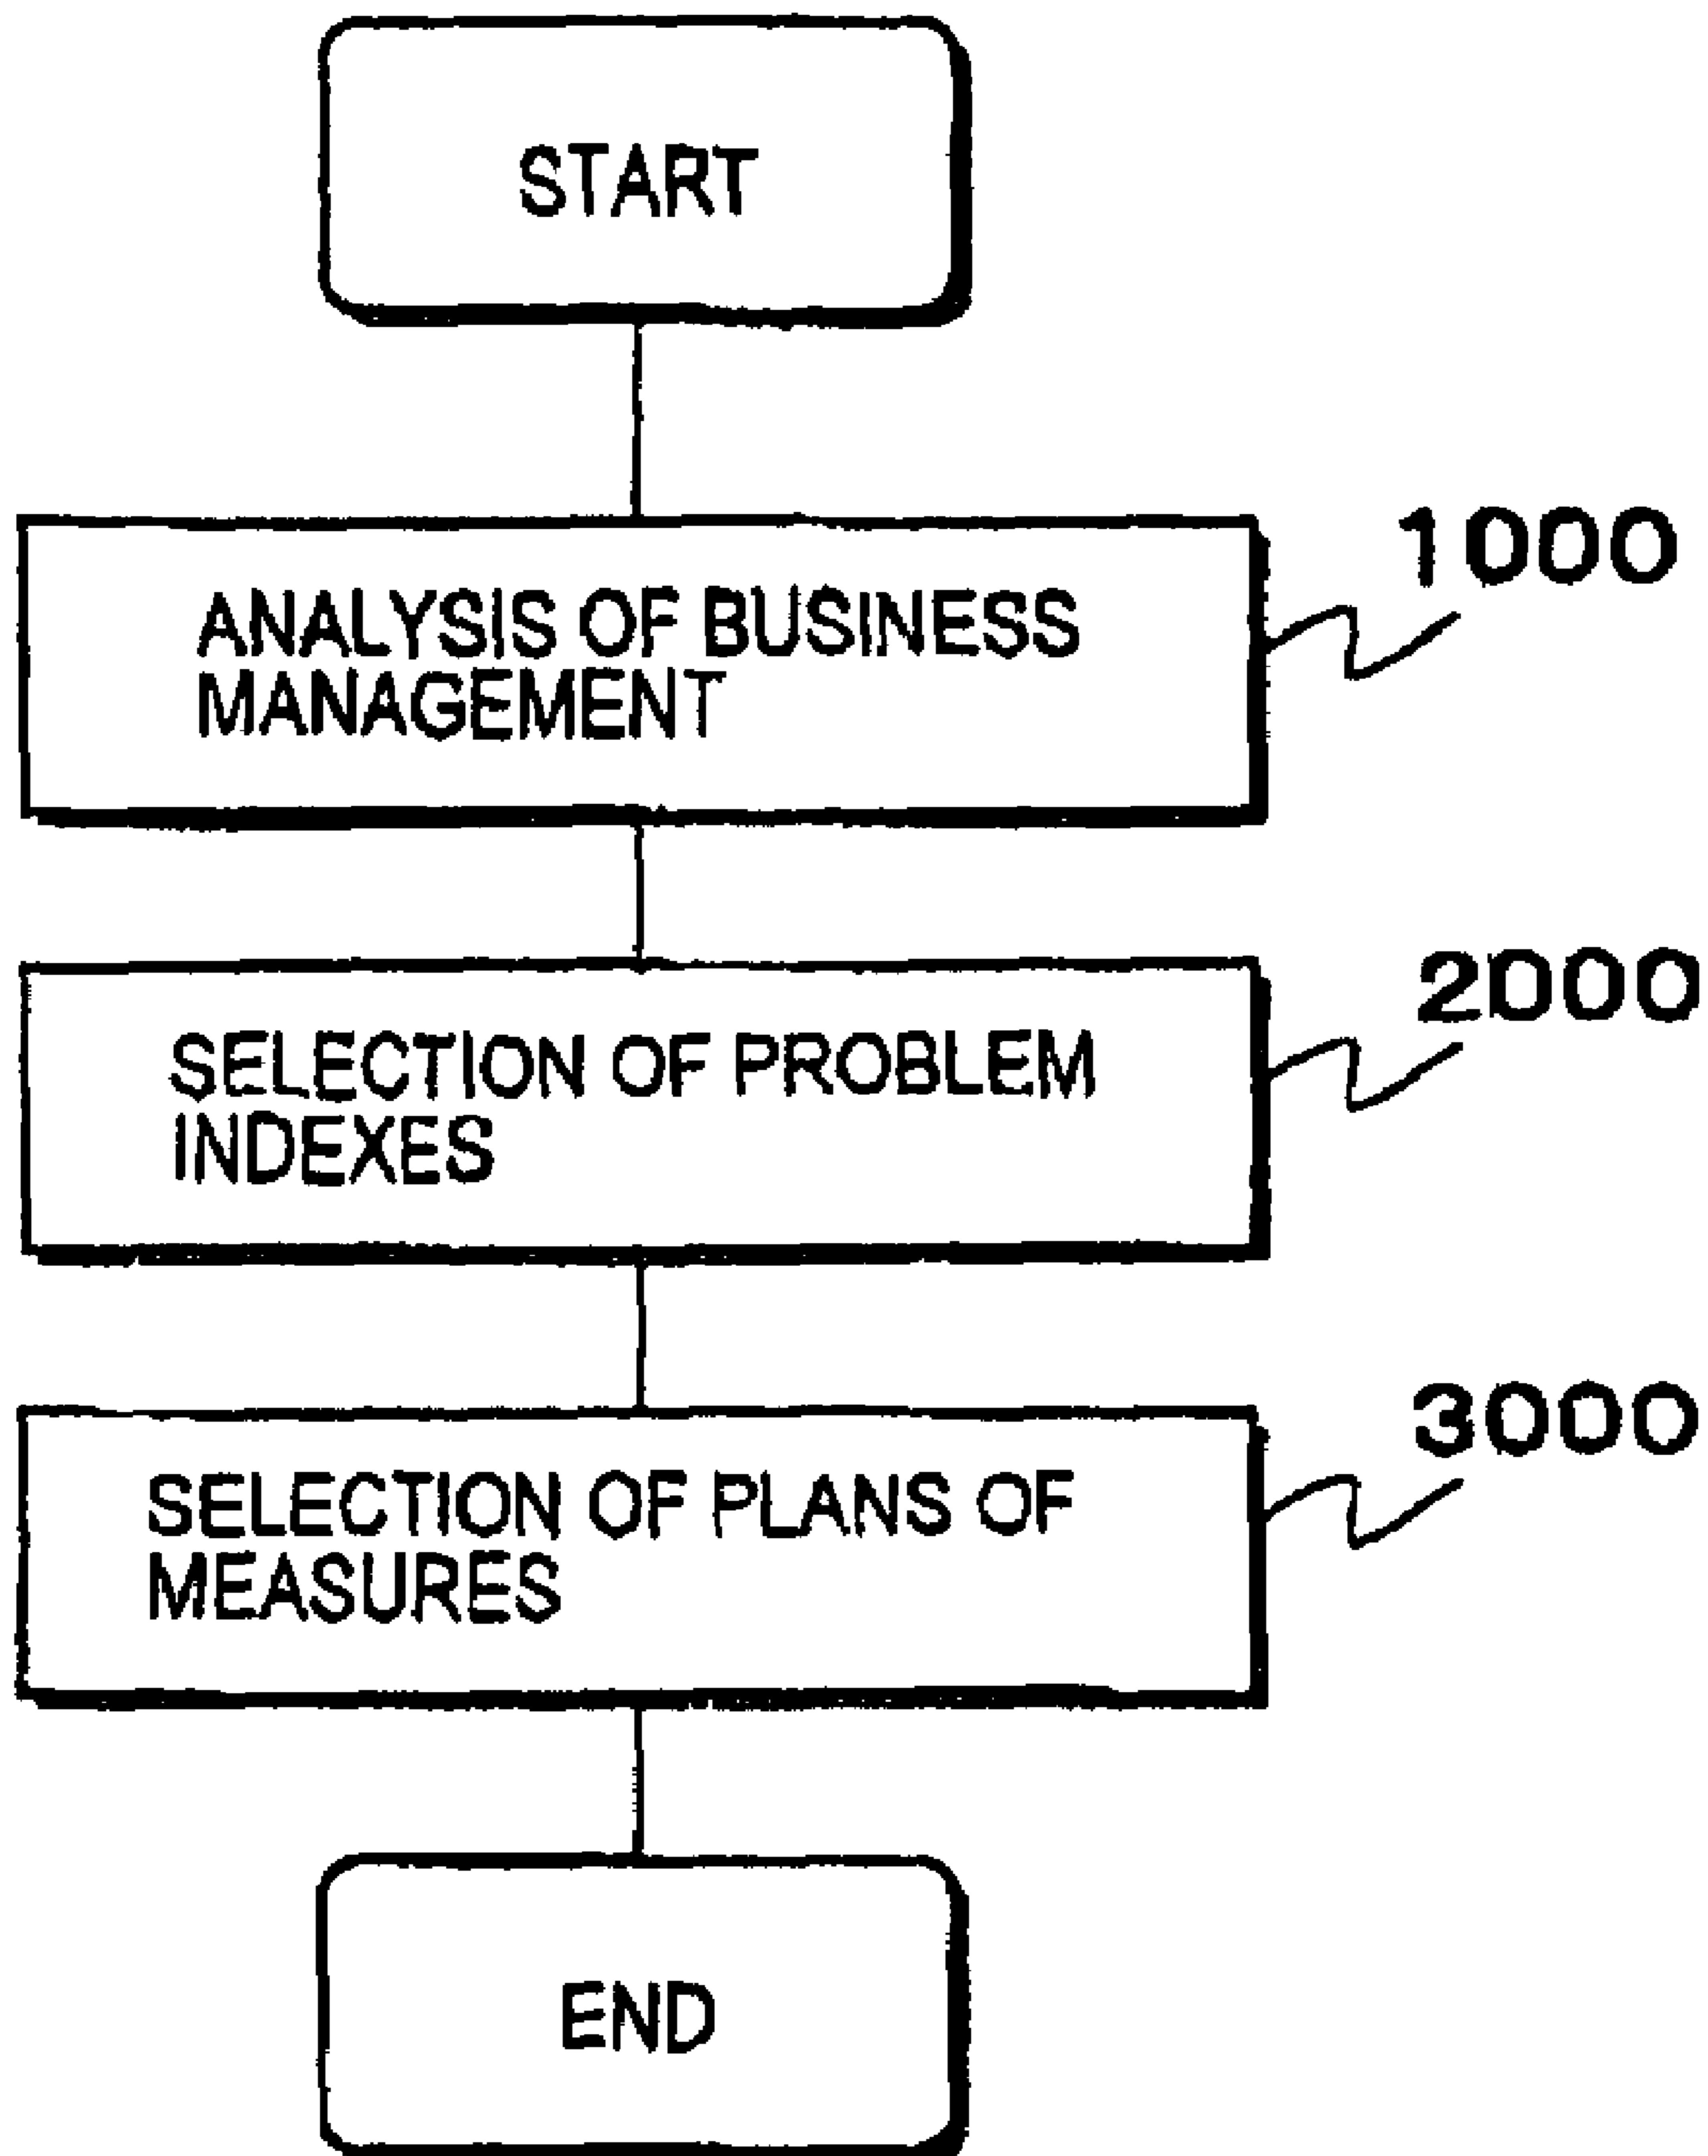 START
1000
ANALYSIS OF BUSINESS
MANAGEMENT
2000
SELECTION OF PROBLEM
INDEXES
3000
SELECTION OF PLANS OF
MEASURES
END